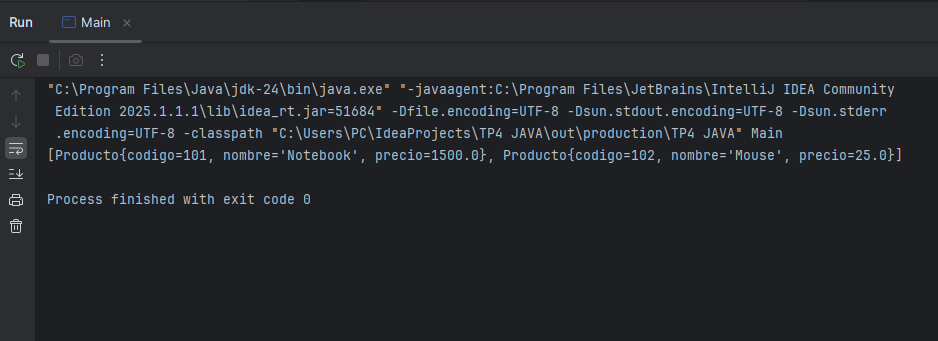 Run Main
"C:\Program Files\Java\jdk-24\bin\java.exe" "-javaagent:C:\Program Files\JetBrains\IntelliJ IDEA Community
Edition 2025.1.1.1\lib\idea_rt.jar=51684" -Dfile.encoding=UTF-8 -Dsun.stdout.encoding=UTF-8 -Dsun.stderr
.encoding=UTF-8 -classpath "C:\Users\PC\IdeaProjects\TP4 JAVA\out\production\TP4 JAVA" Main
[Producto{codigo=101, nombre='Notebook', precio=1500.0}, Producto{codigo=102, nombre='Mouse', precio=25.0}]
Process finished with exit code 0